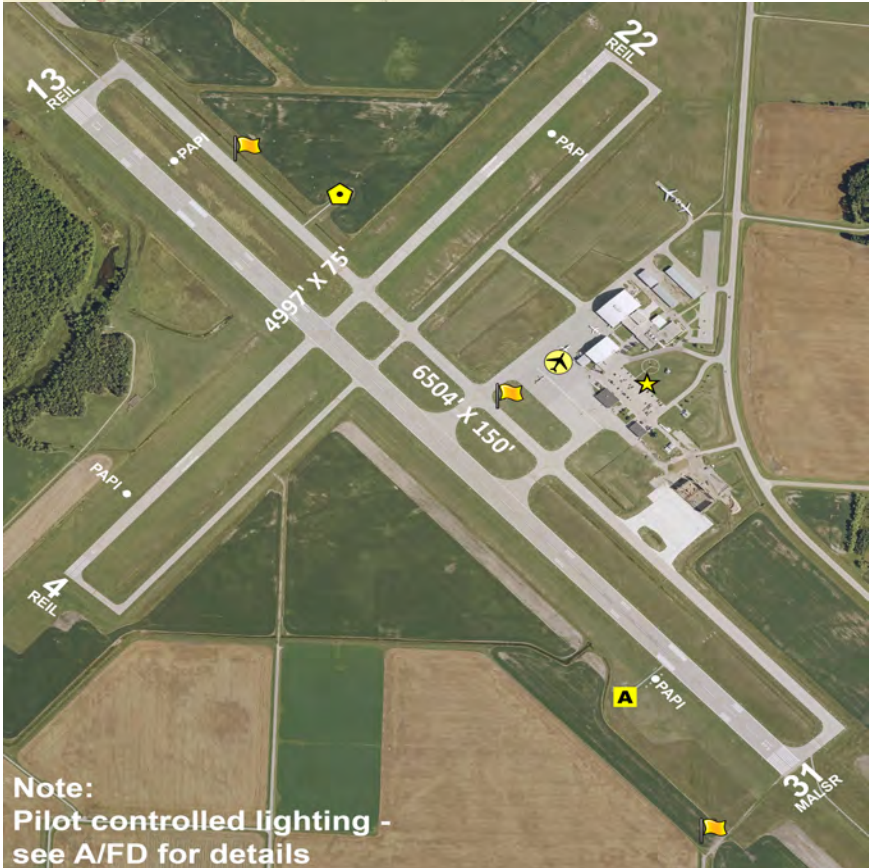 22
REIL
13
REIL
PAPI
PAPI
4997' X 75'
6504' X 150'
PAPI
4
REIL
A
PAPI
31
MALSR
Note:
Pilot controlled lighting -
see A/FD for details